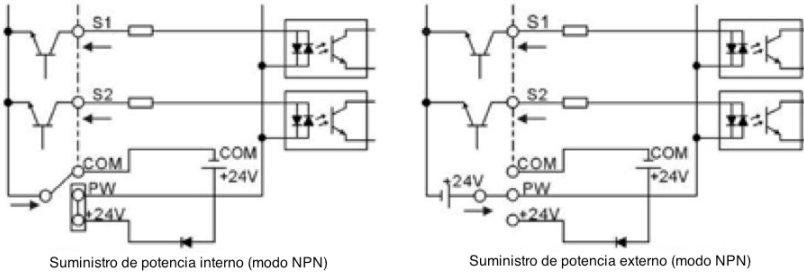 S1
S2
COM
COM
+24V
PW
+24V
Suministro de potencia interno (modo NPN)
S1
S2
COM
COM
+24V
+24V
PW
+24V
Suministro de potencia externo (modo NPN)